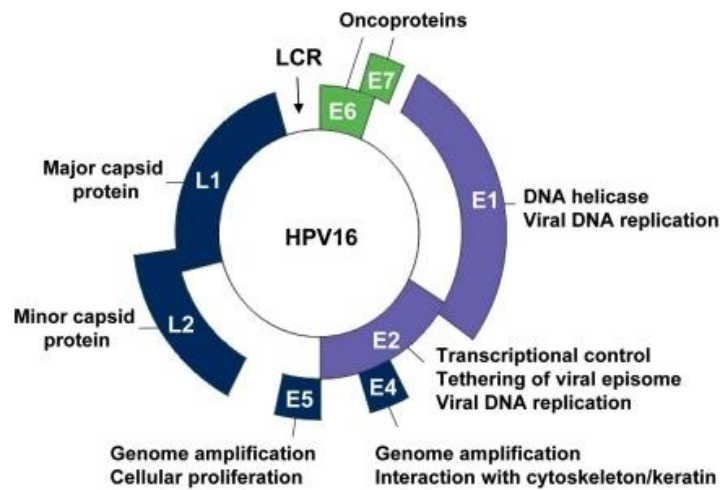 Oncoproteins
LCR
E7
E6
Major capsid
protein
L1
E1
DNA helicase
Viral DNA replication
HPV16
Minor capsid
protein
L2
E2
Transcriptional control
Tethering of viral episome
Viral DNA replication
E5
E4
Genome amplification
Cellular proliferation
Genome amplification
Interaction with cytoskeleton/keratin